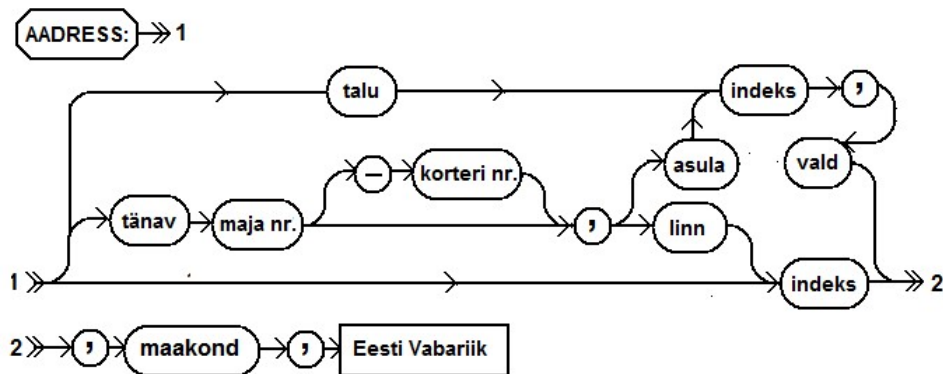 AADRESS: 1
talu indeks ,
– korteri nr. asula vald
tänav maja nr. , linn
1 indeks 2
2 , maakond , Eesti Vabariik